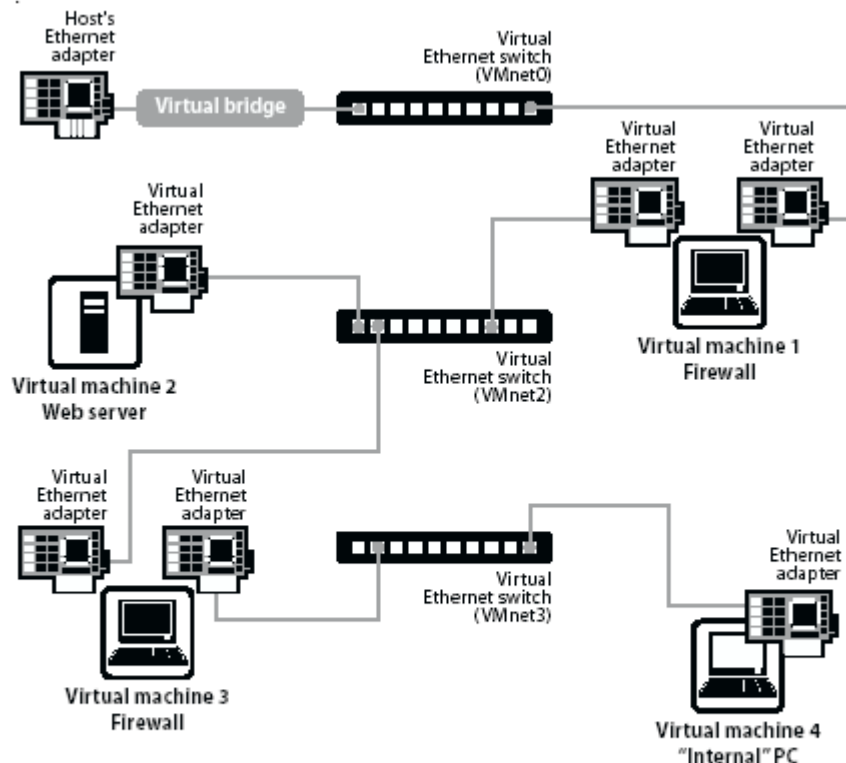 Host's
Ethernet
adapter
Virtual bridge
Virtual
Ethernet switch
(VMnet0)
Virtual
Ethernet
adapter
Virtual
Ethernet
adapter
Virtual machine 1
Firewall
Virtual
Ethernet
adapter
Virtual machine 2
Web server
Virtual
Ethernet switch
(VMnet2)
Virtual
Ethernet
adapter
Virtual
Ethernet
adapter
Virtual machine 3
Firewall
Virtual
Ethernet switch
(VMnet3)
Virtual
Ethernet
adapter
Virtual machine 4
"Internal" PC